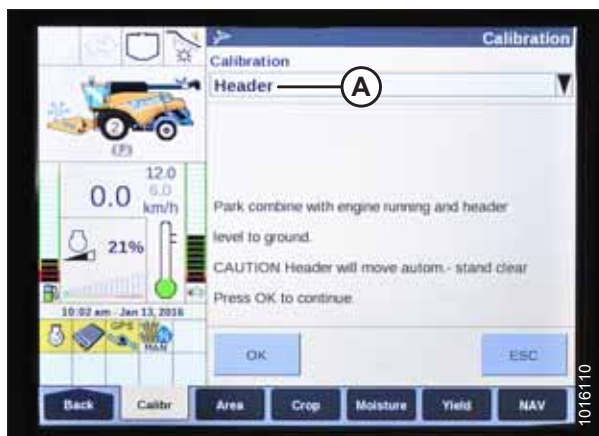 Calibration
Calibration
Header
A
12.0
6.0
0.0 km/h
21%
Park combine with engine running and header
level to ground.
CAUTION Header will move autom.- stand clear
Press OK to continue.
10:02 am - Jan 13, 2016
GPS
MAN
OK
ESC
Back
Calibr
Area
Crop
Moisture
Yield
NAV
1016110